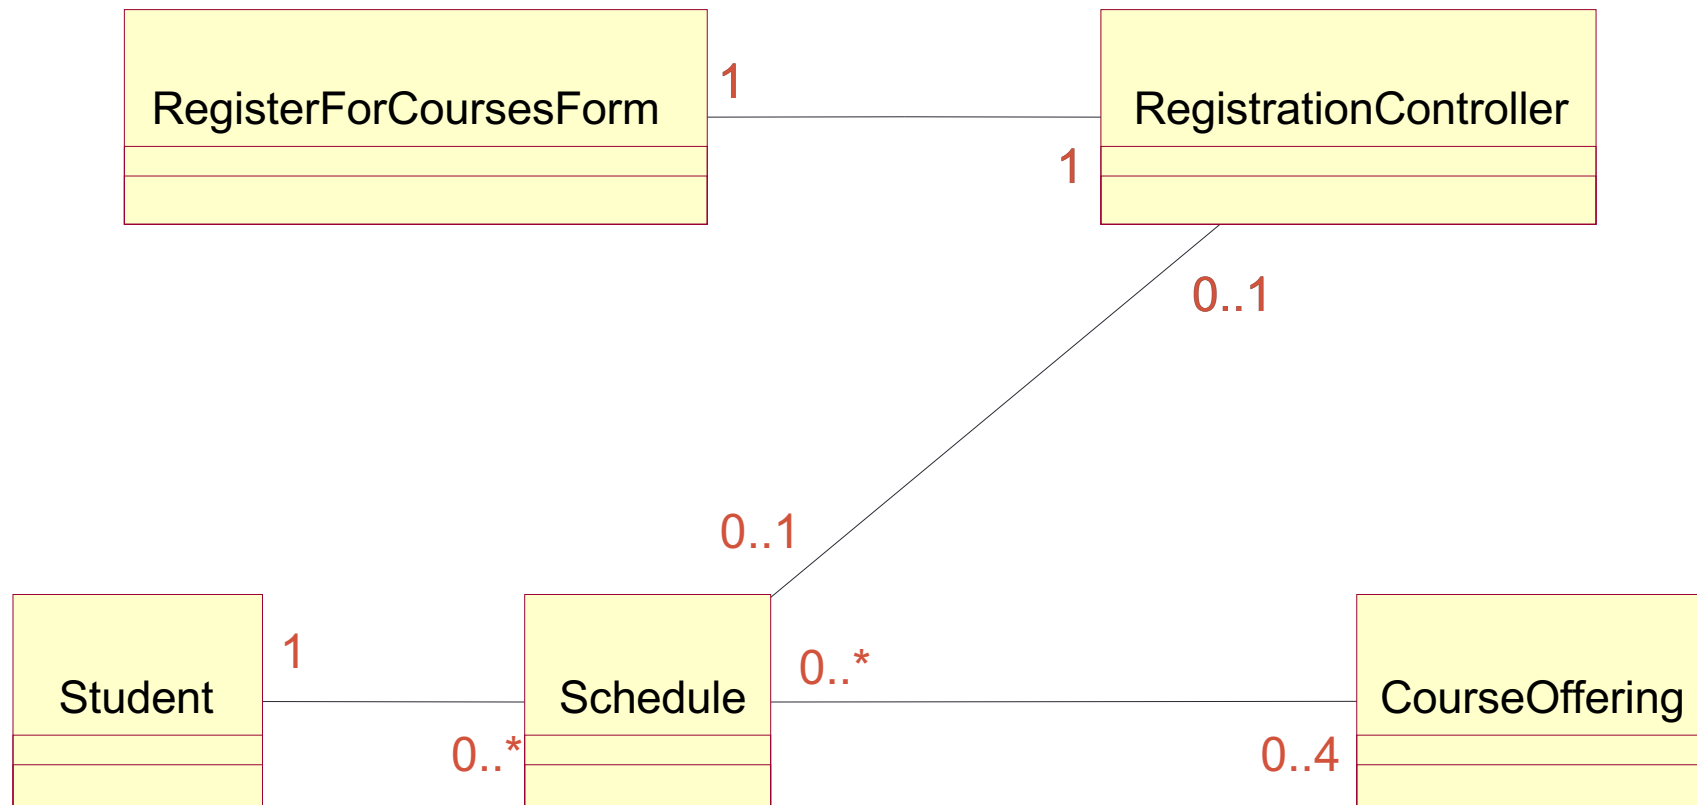 RegisterForCoursesForm
1
1
RegistrationController
0..1
0..1
Student
1
0..*
Schedule
0..*
0..4
CourseOffering